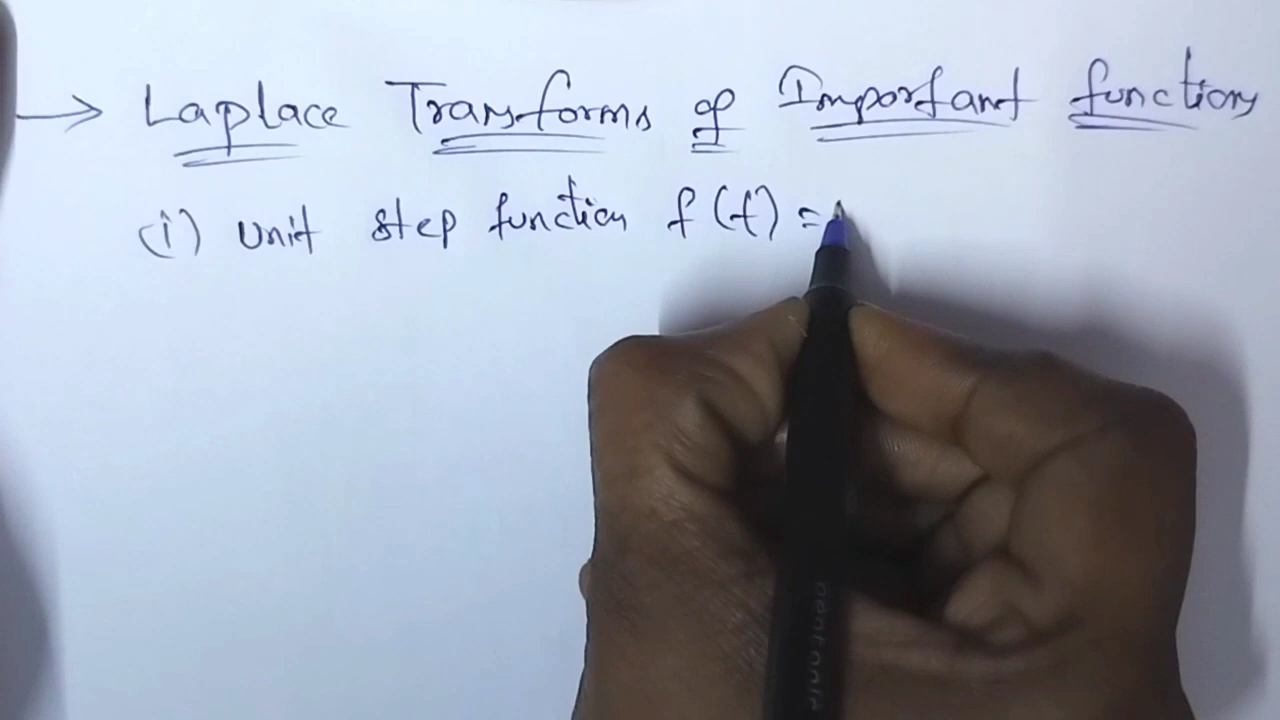 → Laplace Transforms of Important functions
(i) unit step function f(t) =